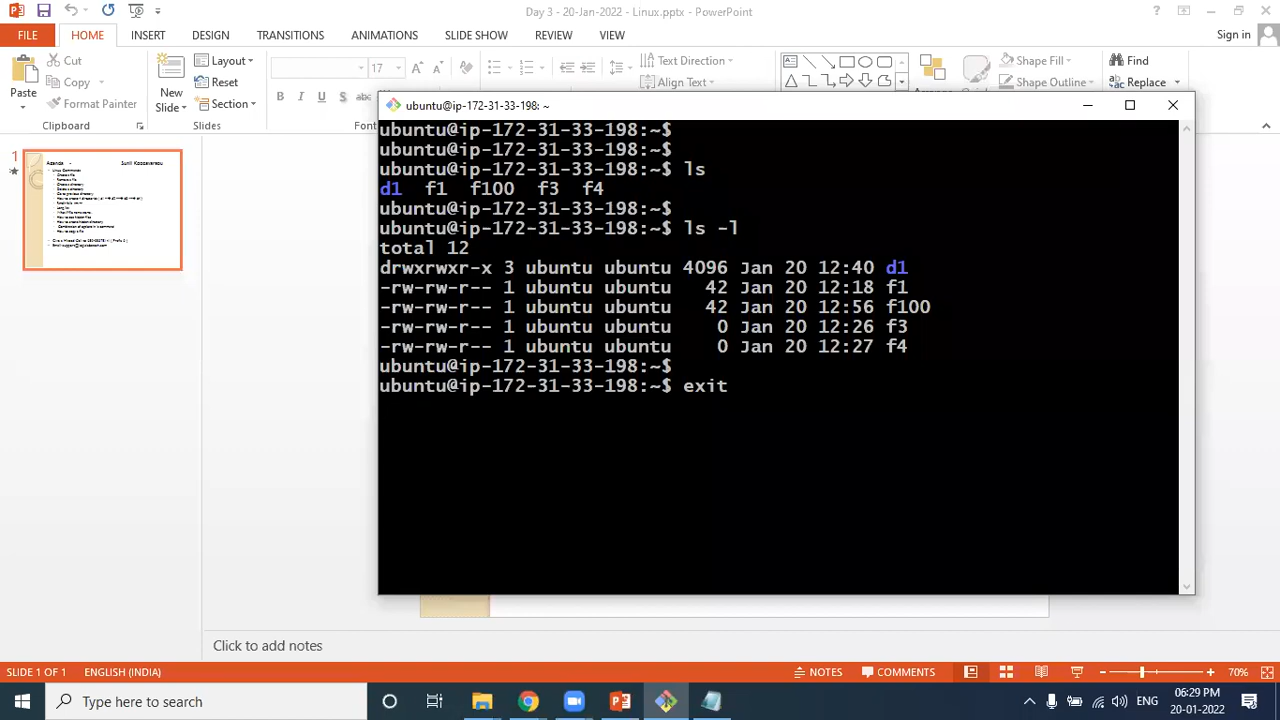 Day 3 - 20-Jan-2022 - Linux.pptx - PowerPoint
FILE HOME INSERT DESIGN TRANSITIONS ANIMATIONS SLIDE SHOW REVIEW VIEW Sign in
Paste
Cut
Copy
Format Painter
Clipboard
New Slide
Layout
Reset
Section
Slides
17
B I U S abc
Text Direction
Align Text
Shape Fill
Shape Outline
Find
Replace
ubuntu@ip-172-31-33-198: ~
ubuntu@ip-172-31-33-198:~$
ubuntu@ip-172-31-33-198:~$
ubuntu@ip-172-31-33-198:~$ ls
d1 f1 f100 f3 f4
ubuntu@ip-172-31-33-198:~$
ubuntu@ip-172-31-33-198:~$ ls -l
total 12
drwxrwxr-x 3 ubuntu ubuntu 4096 Jan 20 12:40 d1
-rw-rw-r-- 1 ubuntu ubuntu 42 Jan 20 12:18 f1
-rw-rw-r-- 1 ubuntu ubuntu 42 Jan 20 12:56 f100
-rw-rw-r-- 1 ubuntu ubuntu 0 Jan 20 12:26 f3
-rw-rw-r-- 1 ubuntu ubuntu 0 Jan 20 12:27 f4
ubuntu@ip-172-31-33-198:~$
ubuntu@ip-172-31-33-198:~$ exit
1
Click to add notes
SLIDE 1 OF 1 ENGLISH (INDIA) NOTES COMMENTS 70%
Type here to search
ENG
06:29 PM
20-01-2022